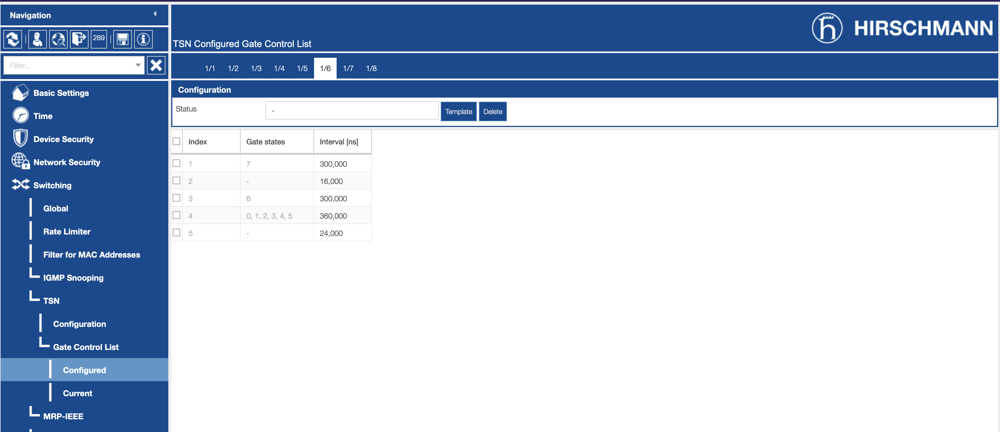 Navigation
289
Filter...
Basic Settings
Time
Device Security
Network Security
Switching
Global
Rate Limiter
Filter for MAC Addresses
IGMP Snooping
TSN
Configuration
Gate Control List
Configured
Current
MRP-IEEE
HIRSCHMANN
TSN Configured Gate Control List
1/1 1/2 1/3 1/4 1/5 1/6 1/7 1/8
Configuration
Status - Template Delete
Index Gate states Interval [ns]
1 7 300,000
2 - 16,000
3 6 300,000
4 0, 1, 2, 3, 4, 5 360,000
5 - 24,000